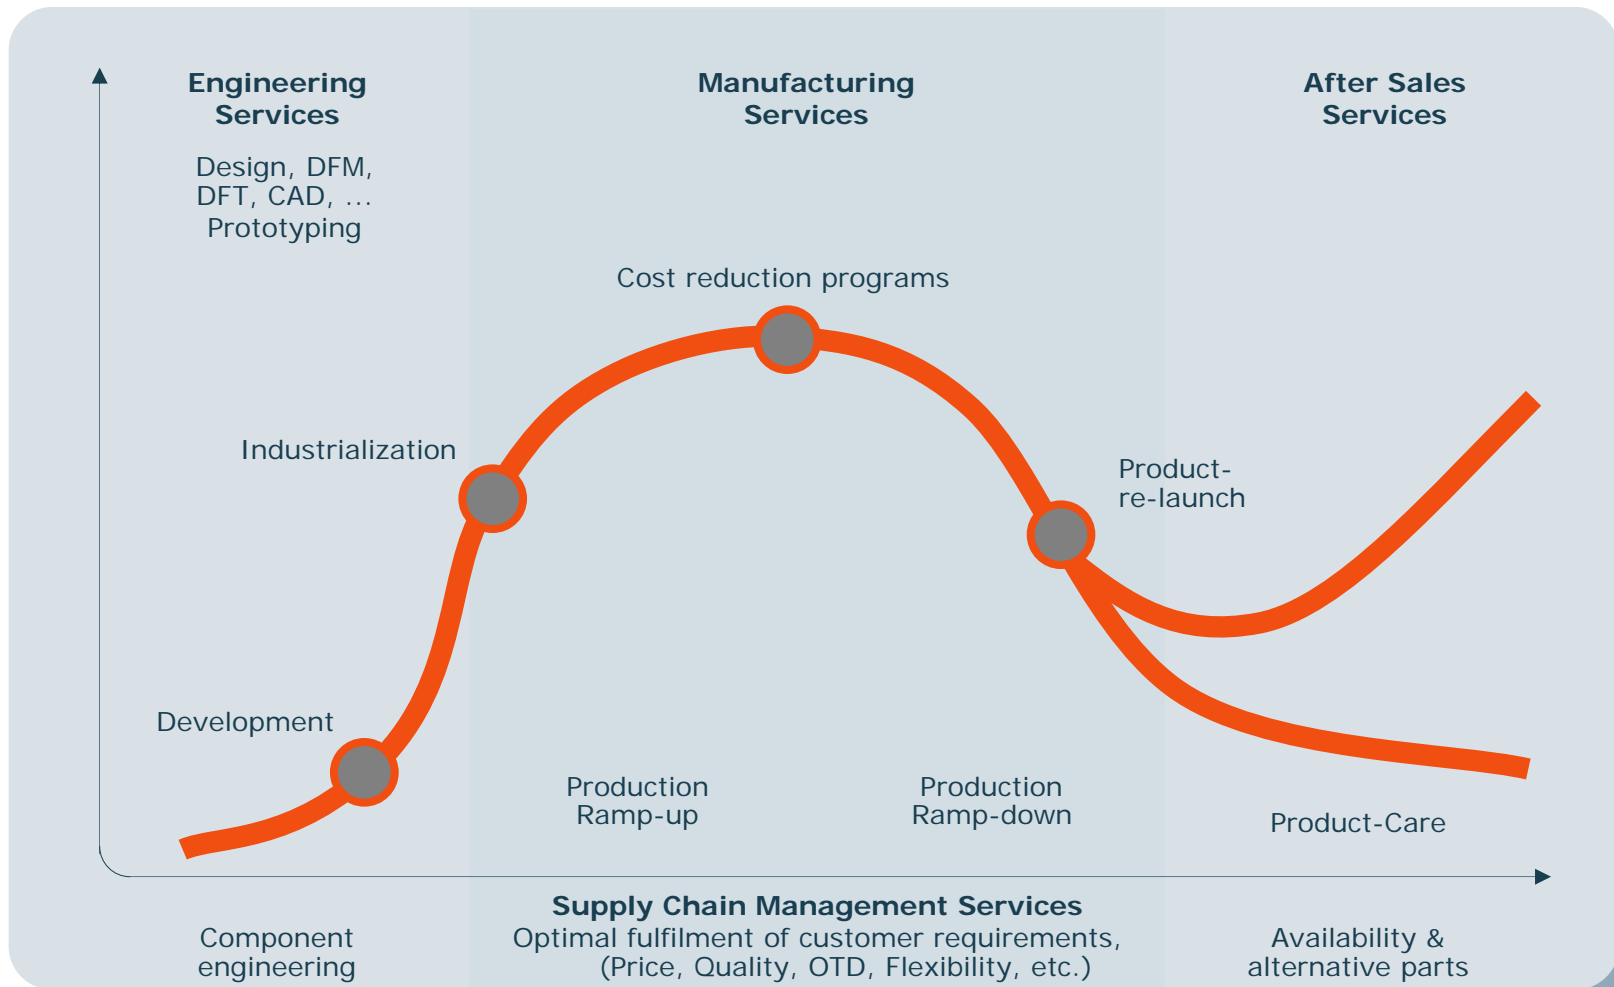 Engineering
Services
Design, DFM,
DFT, CAD, ...
Prototyping
Manufacturing
Services
After Sales
Services
Cost reduction programs
Industrialization
Product-
re-launch
Development
Production
Ramp-up
Production
Ramp-down
Product-Care
Supply Chain Management Services
Component
engineering
Optimal fulfilment of customer requirements,
(Price, Quality, OTD, Flexibility, etc.)
Availability &
alternative parts